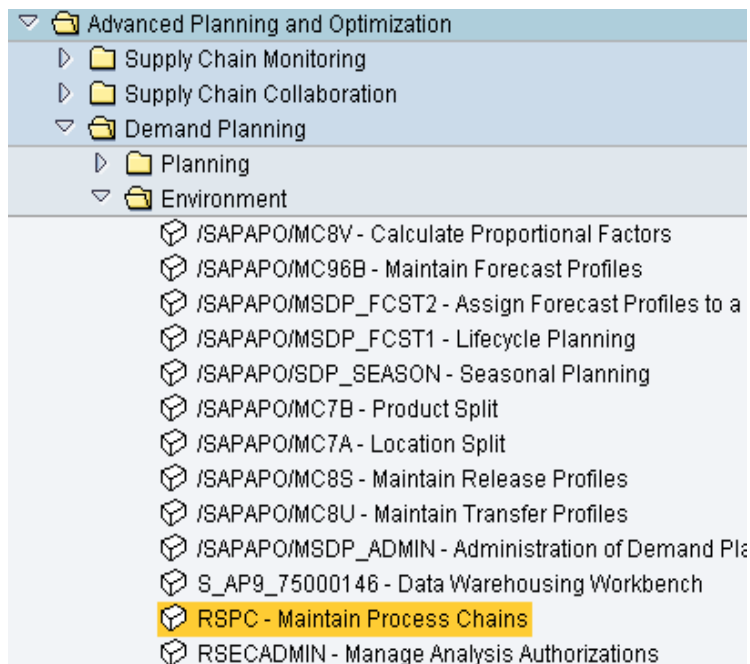 Advanced Planning and Optimization
Supply Chain Monitoring
Supply Chain Collaboration
Demand Planning
Planning
Environment
/SAPAPO/MC8V - Calculate Proportional Factors
/SAPAPO/MC96B - Maintain Forecast Profiles
/SAPAPO/MSDP_FCST2 - Assign Forecast Profiles to a
/SAPAPO/MSDP_FCST1 - Lifecycle Planning
/SAPAPO/SDP_SEASON - Seasonal Planning
/SAPAPO/MC7B - Product Split
/SAPAPO/MC7A - Location Split
/SAPAPO/MC8S - Maintain Release Profiles
/SAPAPO/MC8U - Maintain Transfer Profiles
/SAPAPO/MSDP_ADMIN - Administration of Demand Pla
S_AP9_75000146 - Data Warehousing Workbench
RSPC - Maintain Process Chains
RSECADMIN - Manage Analysis Authorizations